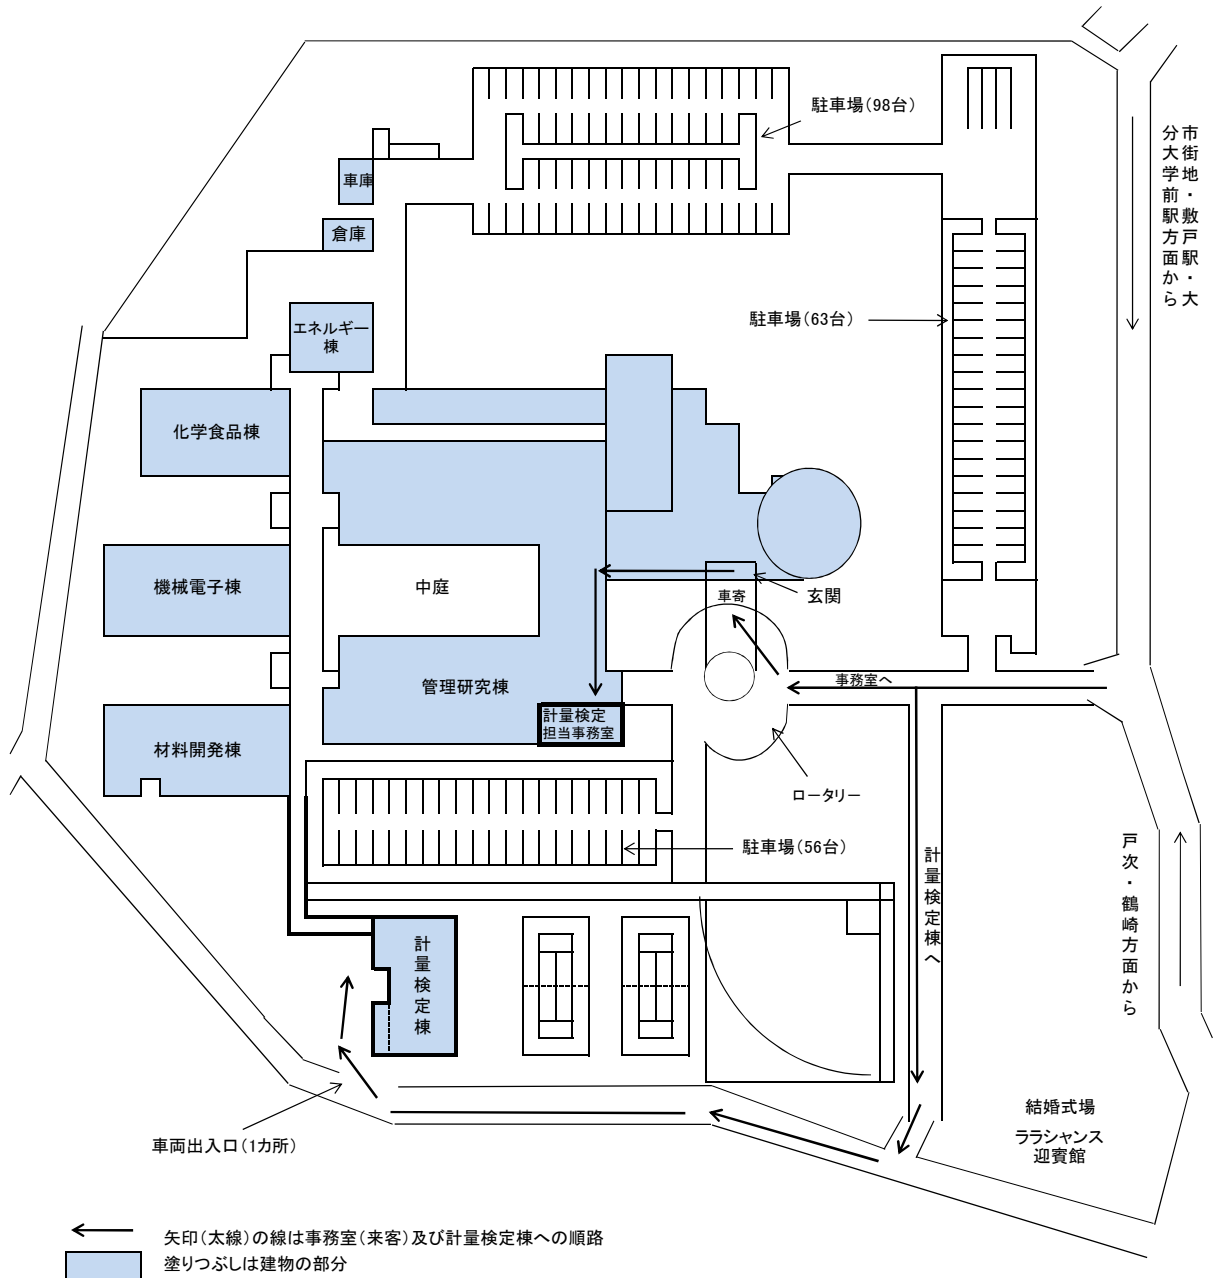 駐車場(98台)
市街地・敷戸駅・大
分大学前駅方面から
車庫
倉庫
エネルギー
棟
駐車場(63台)
化学食品棟
機械電子棟
中庭
車寄
玄関
事務室へ
管理研究棟
計量検定
担当事務室
材料開発棟
ロータリー
駐車場(56台)
計量検定棟へ
戸次・鶴崎方面から
計量検定棟
車両出入口(1カ所)
結婚式場
ララシャンス
迎賓館
矢印(太線)の線は事務室(来客)及び計量検定棟への順路
塗りつぶしは建物の部分